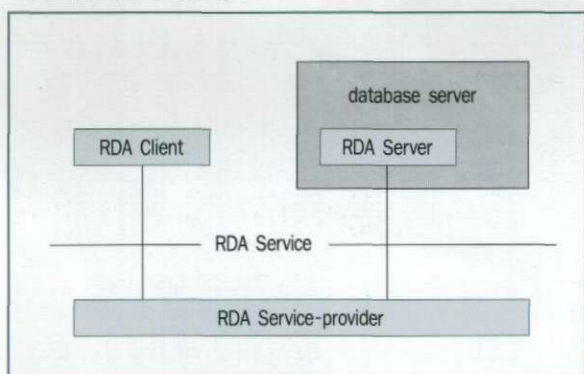 database server
RDA Client
RDA Server
RDA Service
RDA Service-provider